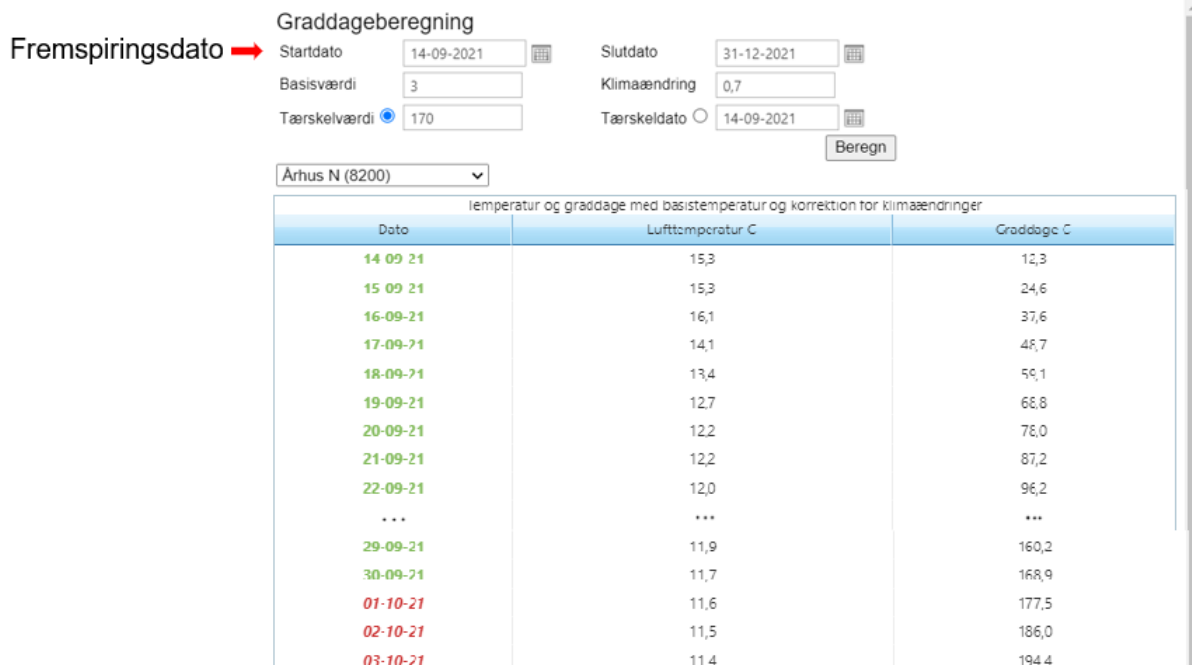 Graddageberegning
Fremspiringsdato
Startdato 14-09-2021 Slutdato 31-12-2021
Basisværdi 3 Klimaændring 0,7
Tærskelværdi 170 Tærskeldato 14-09-2021
Beregn
Århus N (8200)
Temperatur og graddage med basistemperatur og korrektion for klimaændringer
Dato Lufttemperatur C Graddage C
14-09-21 15,3 12,3
15-09-21 15,3 24,6
16-09-21 16,1 37,6
17-09-21 14,1 48,7
18-09-21 13,4 59,1
19-09-21 12,7 68,8
20-09-21 12,2 78,0
21-09-21 12,2 87,2
22-09-21 12,0 96,2
... ... ...
29-09-21 11,9 160,2
30-09-21 11,7 168,9
01-10-21 11,6 177,5
02-10-21 11,5 186,0
03-10-21 11,4 194,4